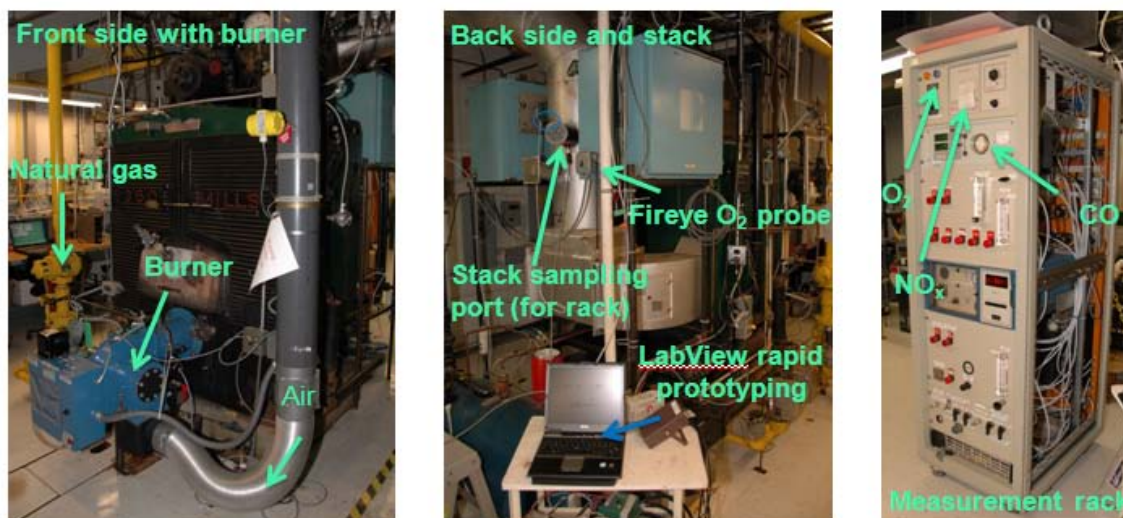 Front side with burner
Natural gas
MILLS
Burner
Air
Back side and stack
Fireye O₂ probe
Stack sampling
port (for rack)
LabView rapid
prototyping
O₂
CO
NOₓ
Measurement rack